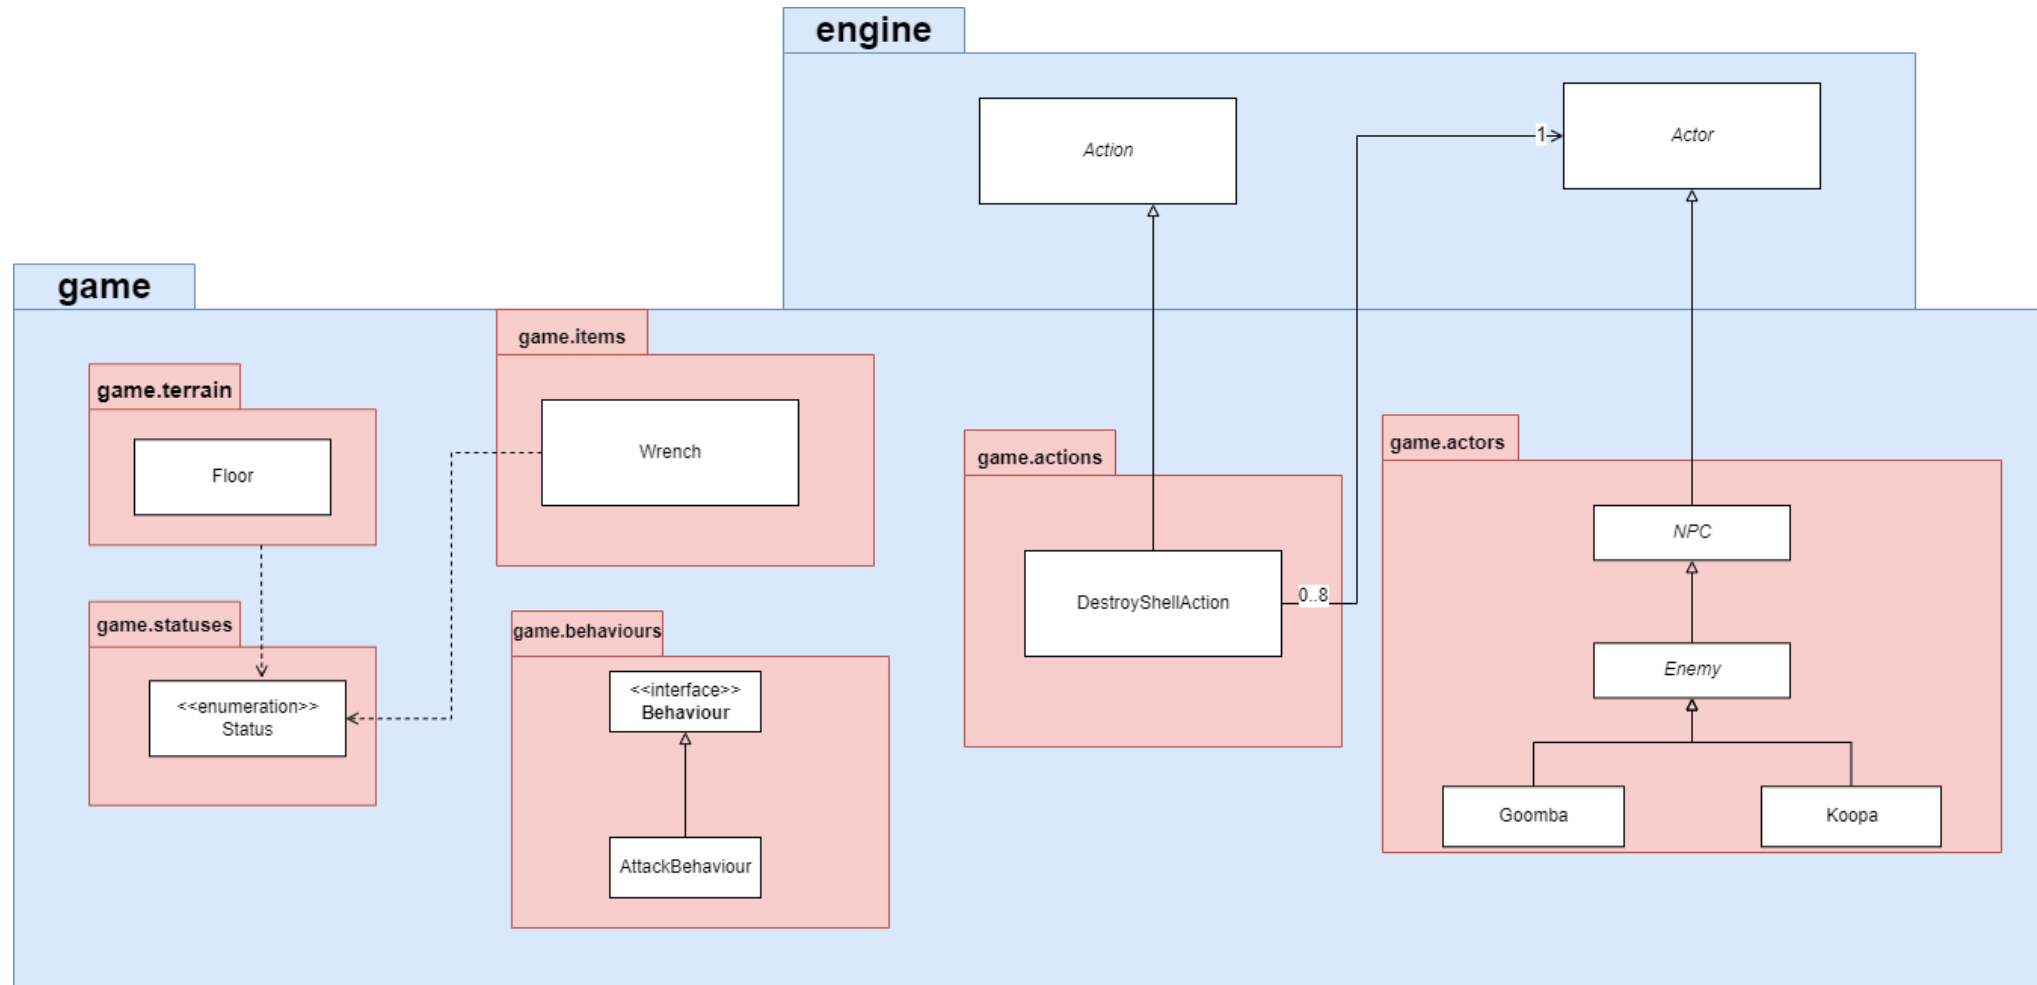 engine
Action
1
Actor
game
game.items
game.terrain
Wrench
Floor
game.actions
game.actors
NPC
DestroyShellAction
0..8
game.statuses
game.behaviours
Enemy
<<enumeration>>
Status
<<interface>>
Behaviour
Goomba
Koopa
AttackBehaviour